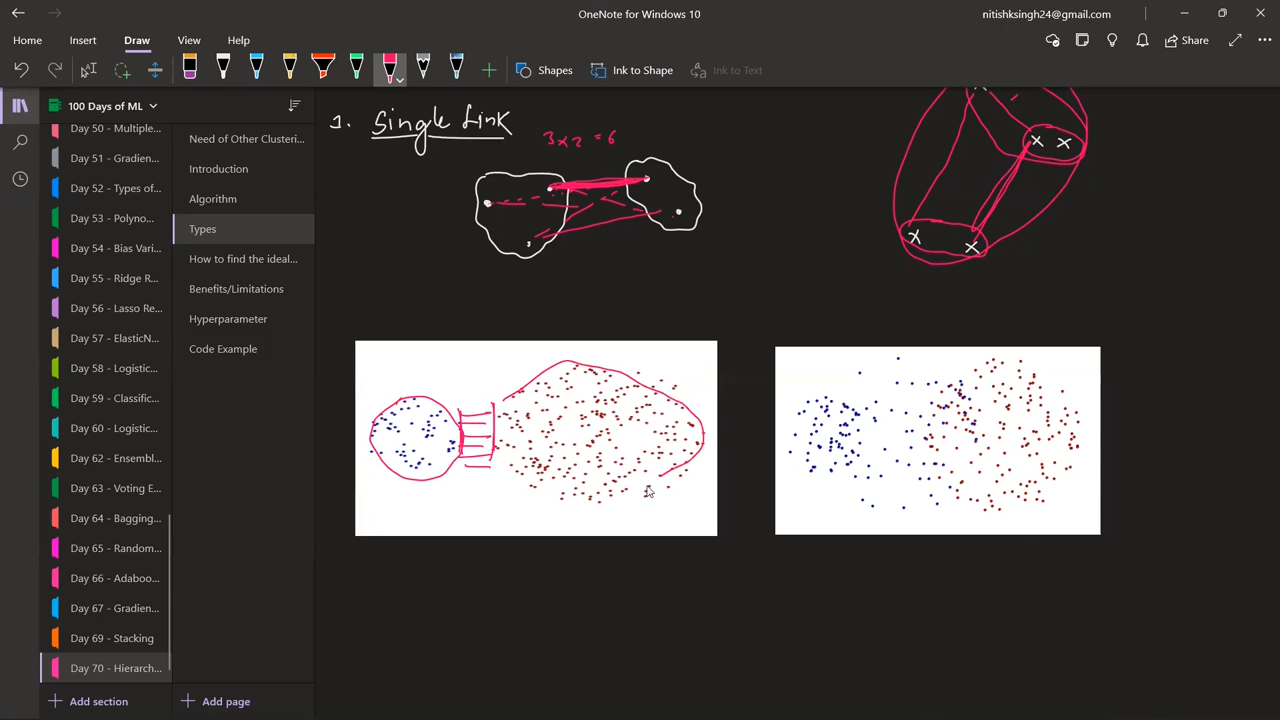 OneNote for Windows 10
nitishksingh24@gmail.com
Home
Insert
Draw
View
Help
Share
Shapes
Ink to Shape
Ink to Text
100 Days of ML
Day 50 - Multiple...
Day 51 - Gradien...
Day 52 - Types of...
Day 53 - Polyno...
Day 54 - Bias Vari...
Day 55 - Ridge R...
Day 56 - Lasso Re...
Day 57 - ElasticN...
Day 58 - Logistic...
Day 59 - Classific...
Day 60 - Logistic...
Day 62 - Ensembl...
Day 63 - Voting E...
Day 64 - Bagging...
Day 65 - Random...
Day 66 - Adaboo...
Day 67 - Gradien...
Day 69 - Stacking
Day 70 - Hierarch...
Add section
Need of Other Clusteri...
Introduction
Algorithm
Types
How to find the ideal...
Benefits/Limitations
Hyperparameter
Code Example
Add page
1. Single Link
3x2 = 6